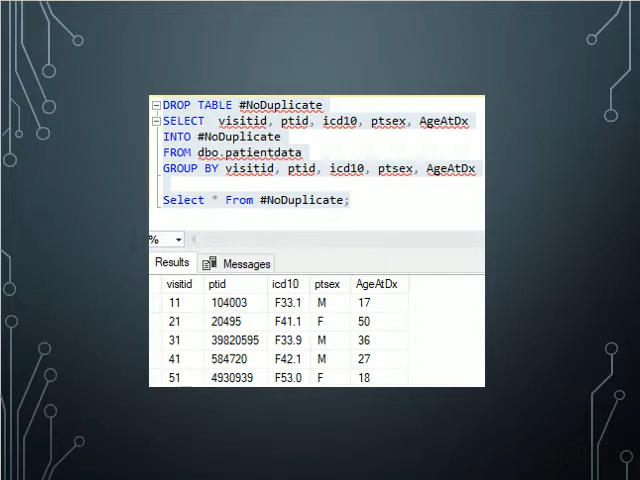 DROP TABLE #NoDuplicate
SELECT visitid, ptid, icd10, ptsex, AgeAtDx
INTO #NoDuplicate
FROM dbo.patientdata
GROUP BY visitid, ptid, icd10, ptsex, AgeAtDx
Select * From #NoDuplicate;
%
Results Messages
visitid ptid icd10 ptsex AgeAtDx
11 104003 F33.1 M 17
21 20495 F41.1 F 50
31 39820595 F33.9 M 36
41 584720 F42.1 M 27
51 4930939 F53.0 F 18